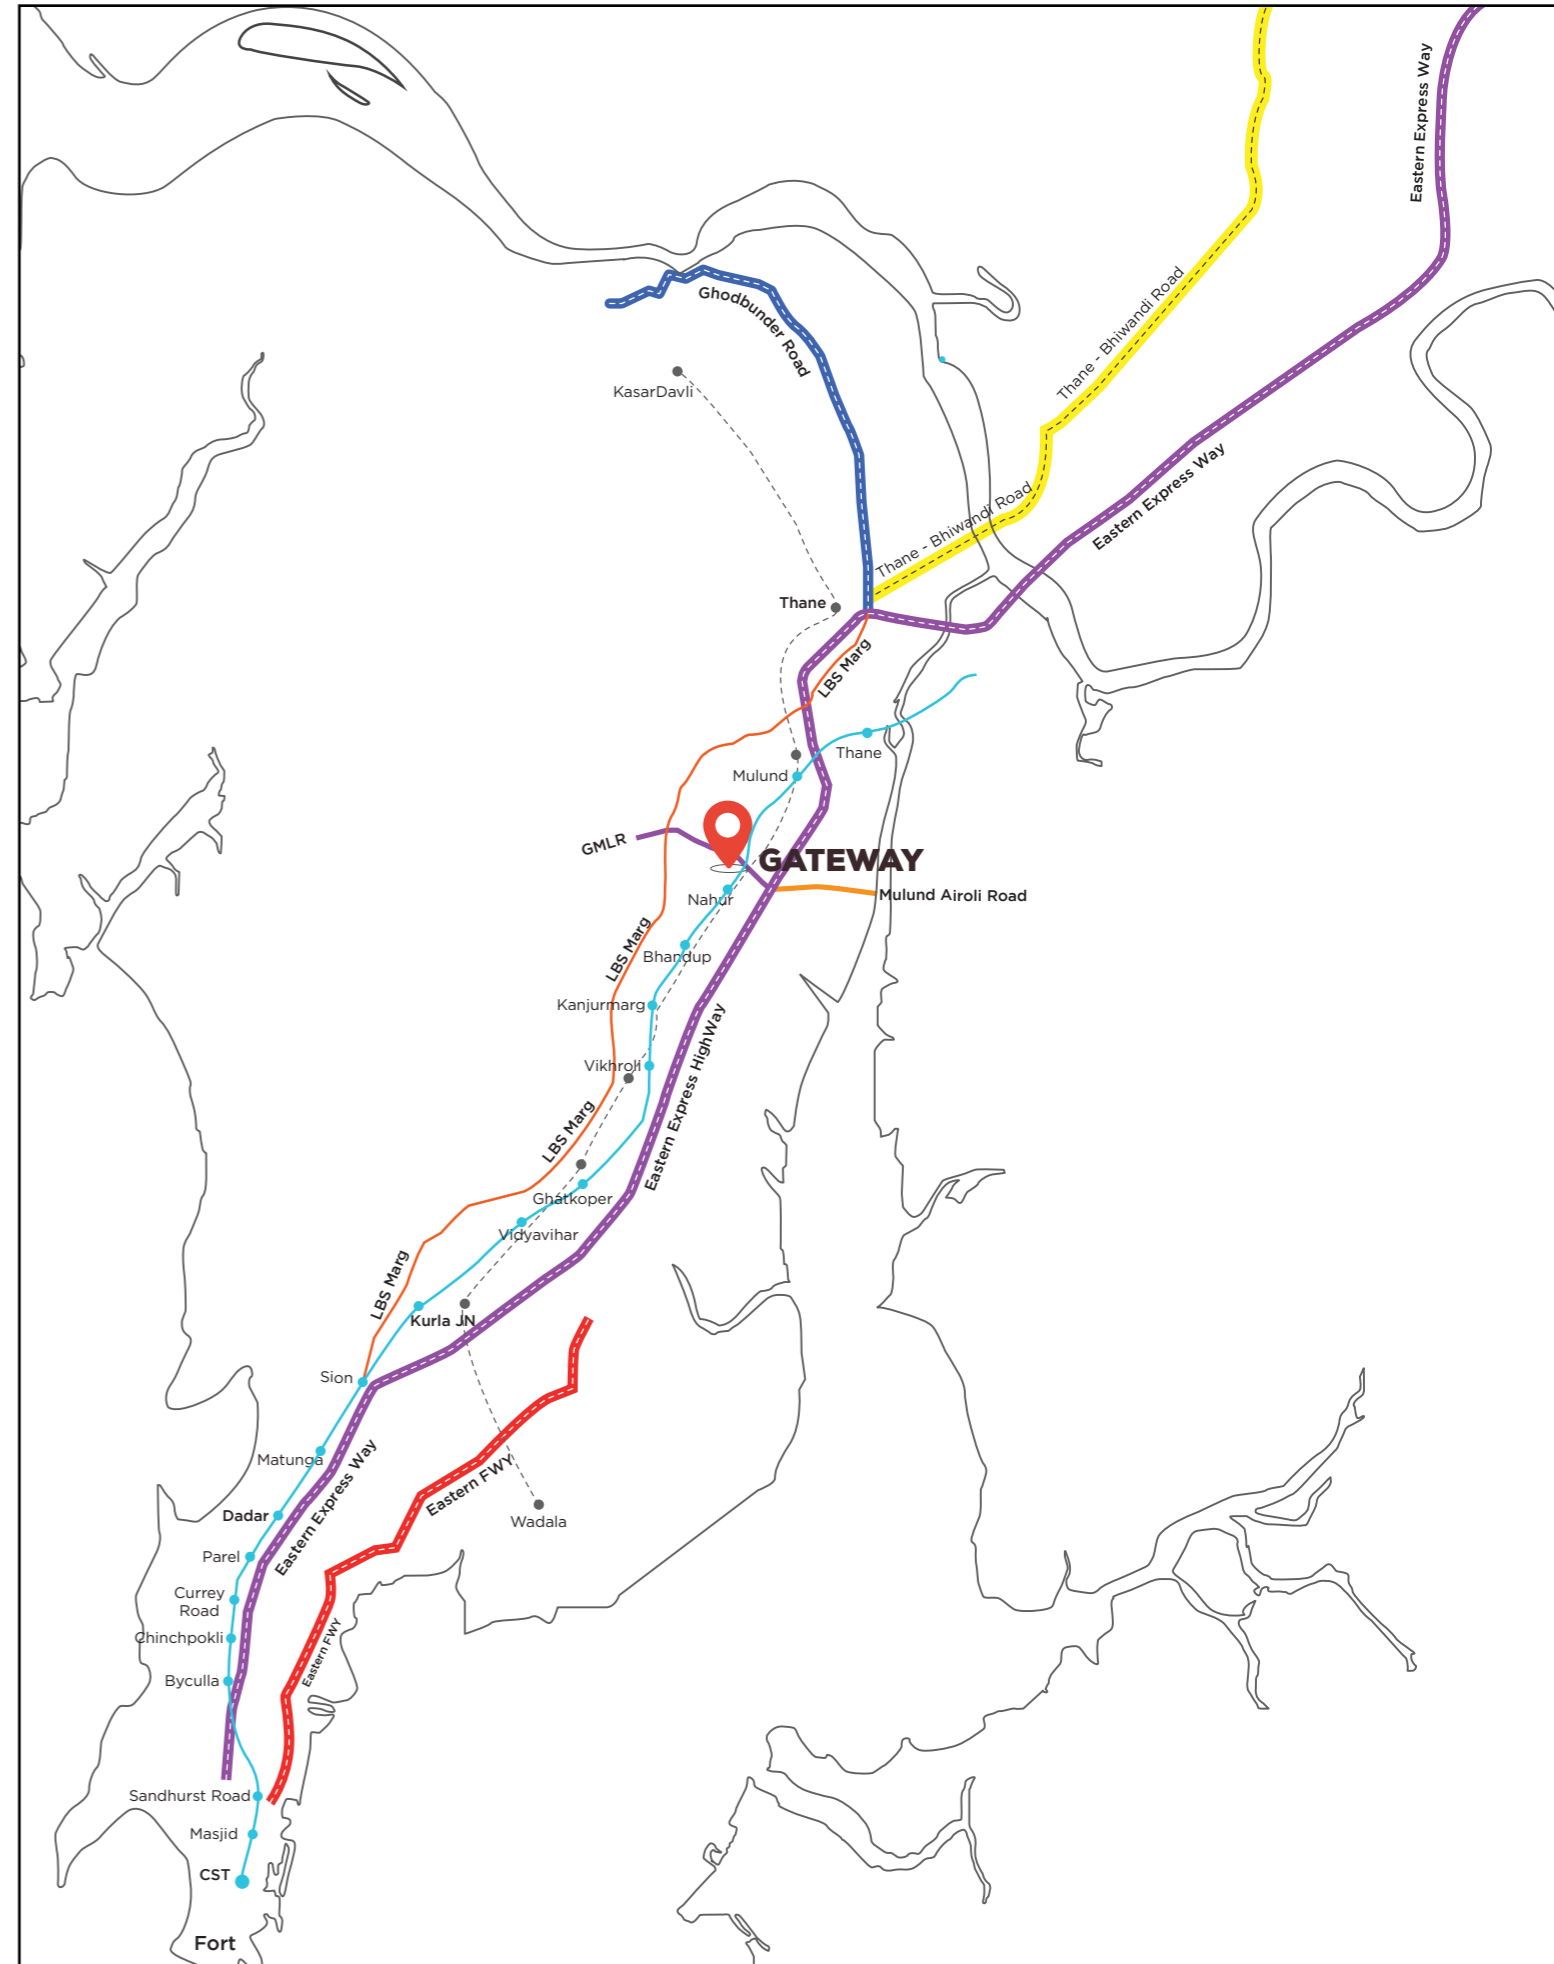 Eastern Express Way
Ghodbunder Road
Thane - Bhiwandi Road
KasarDavli
Eastern Express Way
Thane - Bhiwandi Road
Thane
LBS Marg
Thane
Mulund
GMLR
GATEWAY
Nahur
Mulund Airoli Road
LBS Marg
Bhandup
Kanjurmarg
Eastern Express HighWay
Vikhroli
LBS Marg
Ghatkoper
Vidyavihar
LBS Marg
Kurla JN
Sion
Matunga
Eastern Express Way
Eastern FWY
Dadar
Wadala
Parel
Currey
Road
Chinchpokli
Eastern FWY
Byculla
Sandhurst Road
Masjid
CST
Fort